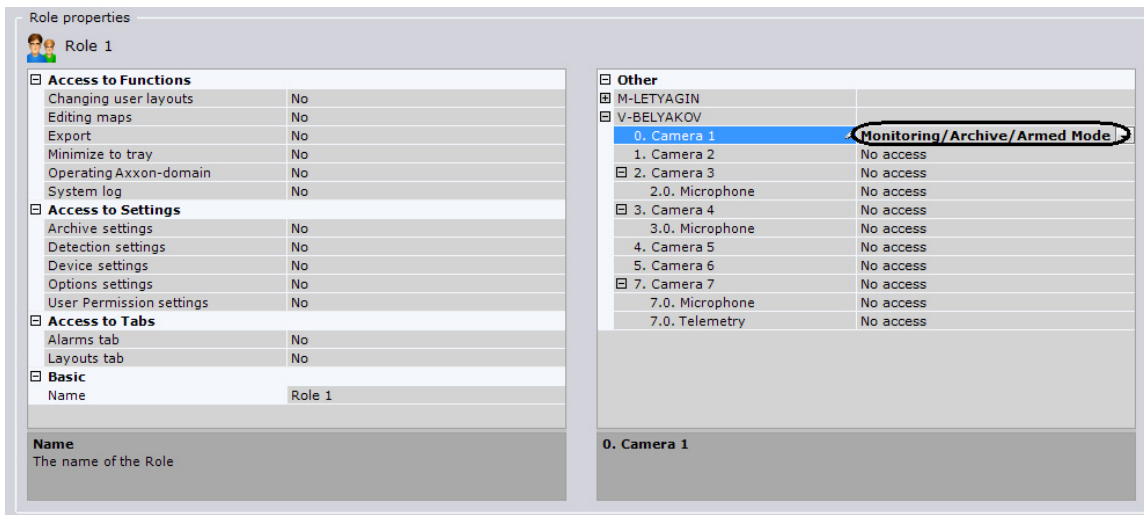 Role properties
Role 1
Access to Functions
Changing user layouts No
Editing maps No
Export No
Minimize to tray No
Operating Axxon-domain No
System log No
Access to Settings
Archive settings No
Detection settings No
Device settings No
Options settings No
User Permission settings No
Access to Tabs
Alarms tab No
Layouts tab No
Basic
Name Role 1
Name
The name of the Role
Other
M-LETYAGIN
V-BELYAKOV
0. Camera 1 Monitoring/Archive/Armed Mode
1. Camera 2 No access
2. Camera 3 No access
2.0. Microphone No access
3. Camera 4 No access
3.0. Microphone No access
4. Camera 5 No access
5. Camera 6 No access
7. Camera 7 No access
7.0. Microphone No access
7.0. Telemetry No access
0. Camera 1